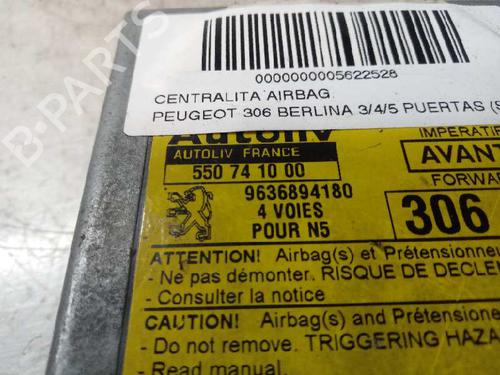 0000000005622528
CENTRALITA AIRBAG
PEUGEOT 306 BERLINA 3/4/5 PUERTAS (S
Autoliv
IMPERATIF
AUTOLIV FRANCE
AVANT
550 74 10 00
FORWAR
9636894180
4 VOIES
306
POUR N5
ATTENTION! Airbag(s) et Prétensionne
- Ne pas démonter. RISQUE DE DECLE
- Consulter la notice
CAUTION! Airbag(s) and Pretensione
- Do not remove. TRIGGERING HAZA
- Read manual.
B-PARTS